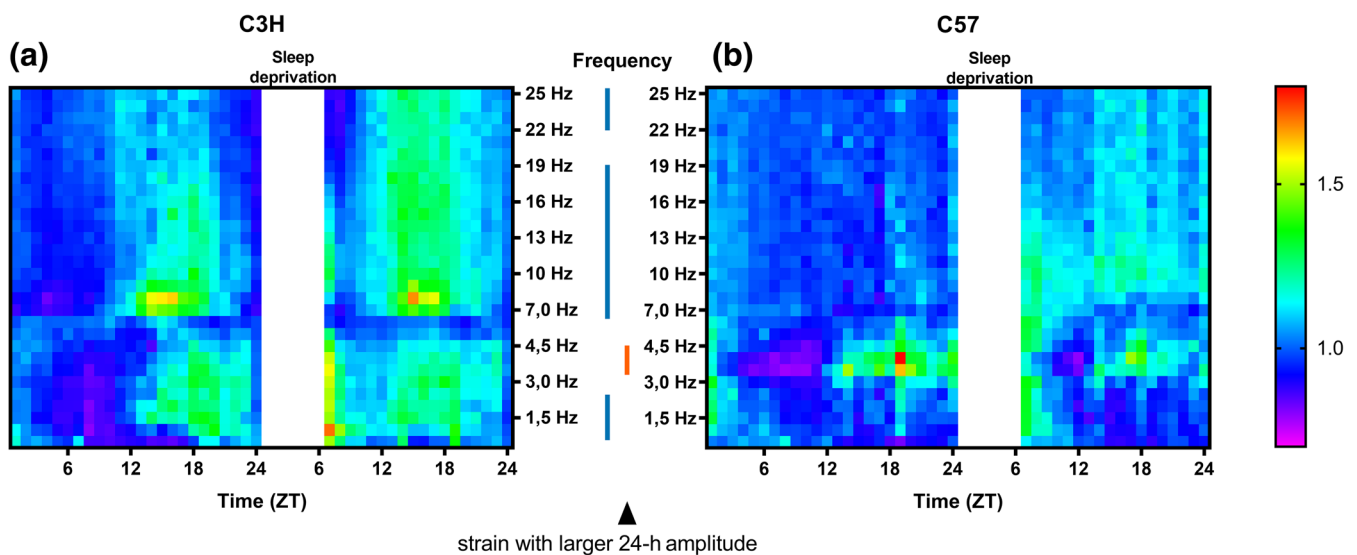 C3H
C57
(a)
Sleep
deprivation
Frequency
(b)
Sleep
deprivation
25 Hz
22 Hz
19 Hz
16 Hz
13 Hz
10 Hz
7,0 Hz
4,5 Hz
3,0 Hz
1,5 Hz
25 Hz
22 Hz
19 Hz
16 Hz
13 Hz
10 Hz
7,0 Hz
4,5 Hz
3,0 Hz
1,5 Hz
1.5
1.0
6 12 18 24 6 12 18 24
Time (ZT)
6 12 18 24 6 12 18 24
Time (ZT)
strain with larger 24-h amplitude